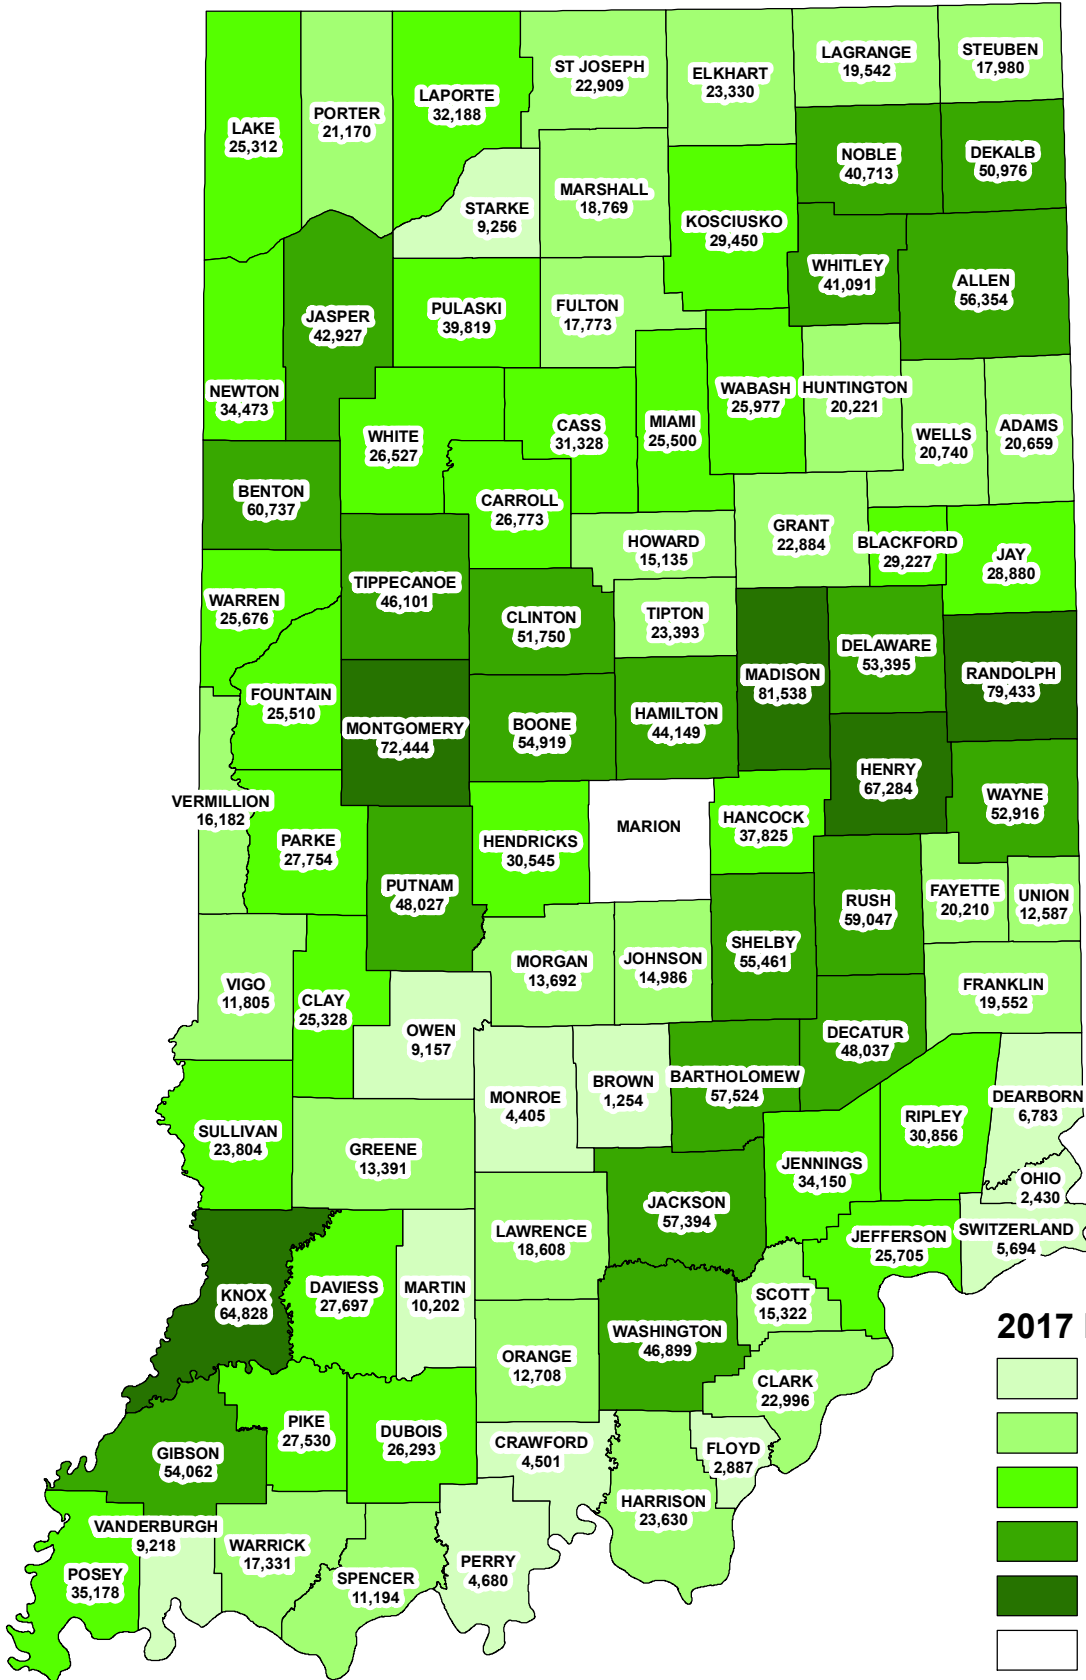 LAGRANGE
19,542
STEUBEN
17,980
ST JOSEPH
22,909
ELKHART
23,330
LAPORTE
32,188
PORTER
21,170
LAKE
25,312
NOBLE
40,713
DEKALB
50,976
MARSHALL
18,769
STARKE
9,256
KOSCIUSKO
29,450
WHITLEY
41,091
ALLEN
56,354
JASPER
42,927
PULASKI
39,819
FULTON
17,773
NEWTON
34,473
WABASH
25,977
HUNTINGTON
20,221
WHITE
26,527
CASS
31,328
MIAMI
25,500
WELLS
20,740
ADAMS
20,659
BENTON
60,737
CARROLL
26,773
GRANT
22,884
HOWARD
15,135
BLACKFORD
29,227
JAY
28,880
WARREN
25,676
TIPPECANOE
46,101
CLINTON
51,750
TIPTON
23,393
DELAWARE
53,395
MADISON
81,538
RANDOLPH
79,433
FOUNTAIN
25,510
MONTGOMERY
72,444
BOONE
54,919
HAMILTON
44,149
HENRY
67,284
WAYNE
52,916
VERMILLION
16,182
MARION
HANCOCK
37,825
PARKE
27,754
HENDRICKS
30,545
PUTNAM
48,027
RUSH
59,047
FAYETTE
20,210
UNION
12,587
SHELBY
55,461
MORGAN
13,692
JOHNSON
14,986
VIGO
11,805
CLAY
25,328
FRANKLIN
19,552
OWEN
9,157
DECATUR
48,037
BARTHOLOMEW
57,524
BROWN
1,254
MONROE
4,405
DEARBORN
6,783
RIPLEY
30,856
SULLIVAN
23,804
GREENE
13,391
JENNINGS
34,150
OHIO
2,430
JACKSON
57,394
LAWRENCE
18,608
JEFFERSON
25,705
SWITZERLAND
5,694
KNOX
64,828
DAVIESS
27,697
MARTIN
10,202
SCOTT
15,322
WASHINGTON
46,899
2017
ORANGE
12,708
CLARK
22,996
PIKE
27,530
DUBOIS
26,293
CRAWFORD
4,501
FLOYD
2,887
GIBSON
54,062
HARRISON
23,630
VANDERBURGH
9,218
WARRICK
17,331
PERRY
4,680
POSEY
35,178
SPENCER
11,194